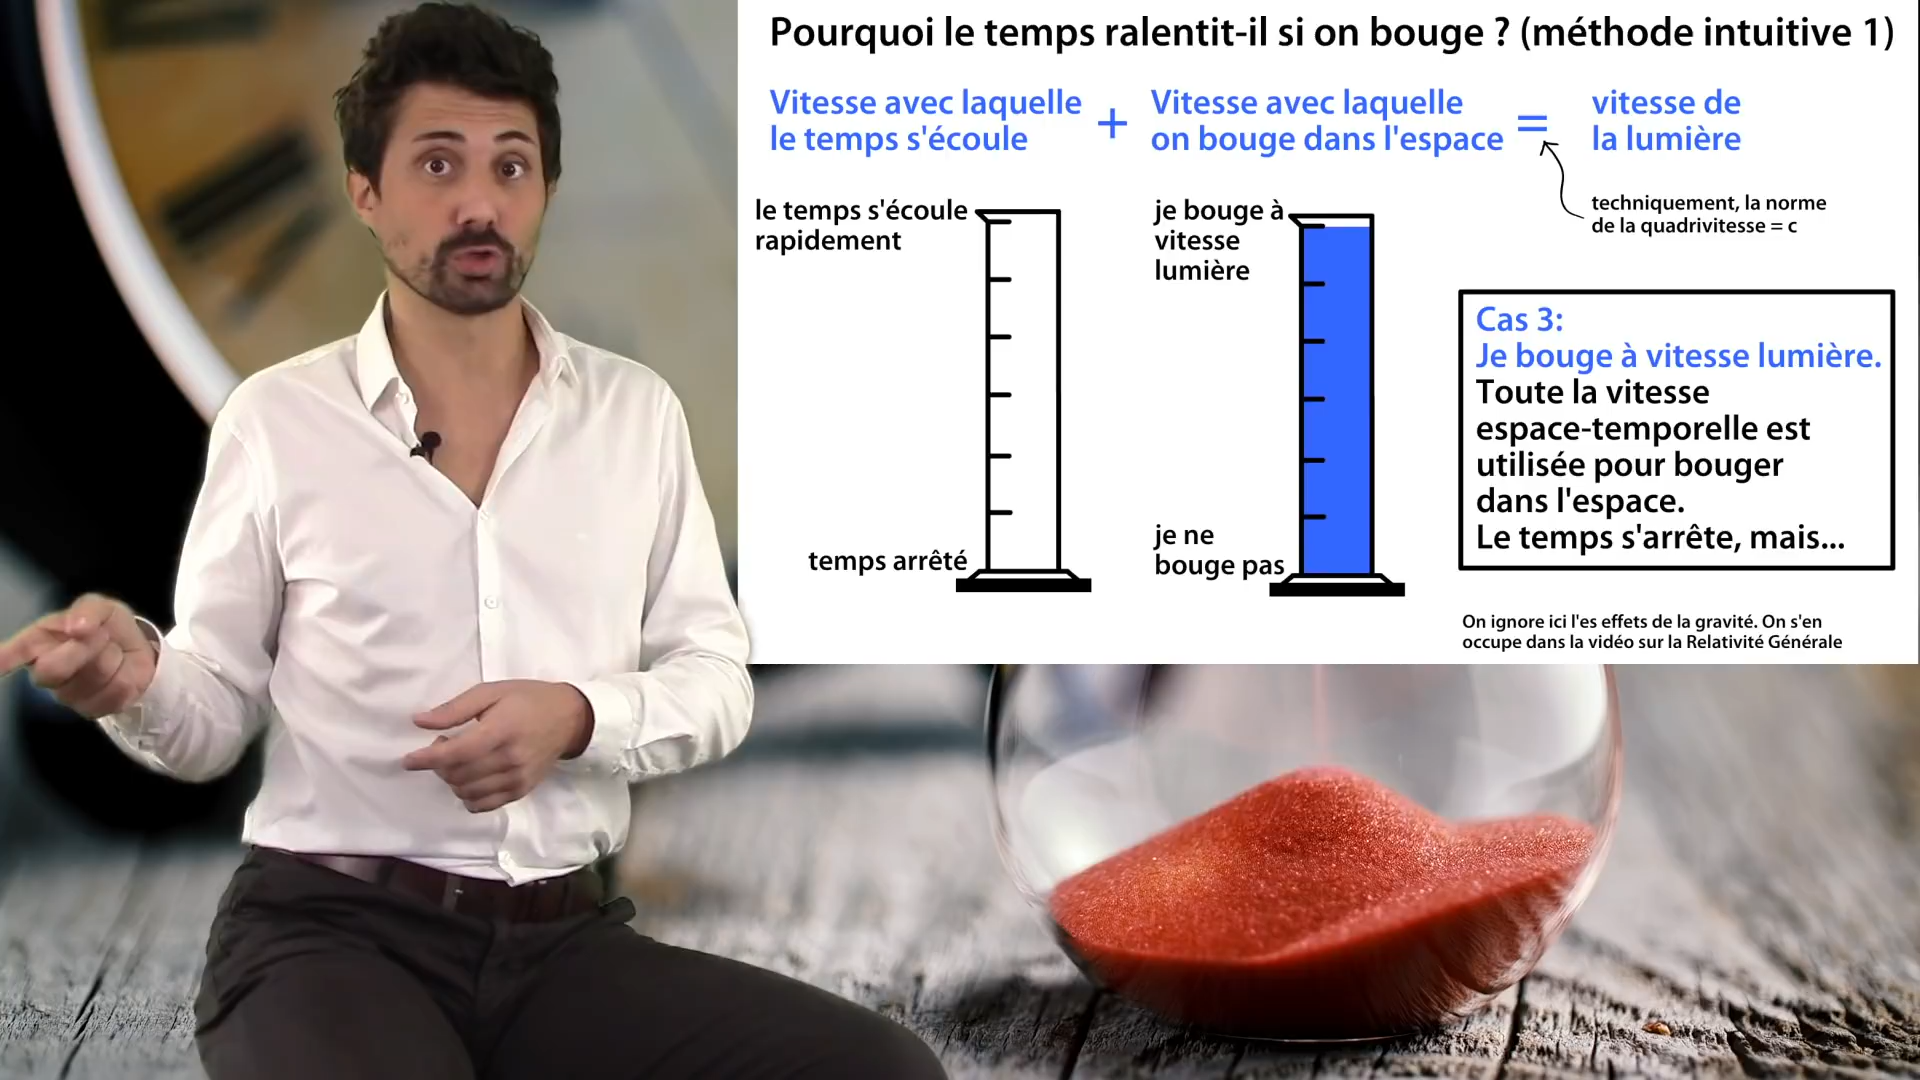 Pourquoi le temps ralentit-il si on bouge ? (méthode intuitive 1)
Vitesse avec laquelle
le temps s'écoule
+
Vitesse avec laquelle
on bouge dans l'espace
=
vitesse de
la lumière
techniquement, la norme
de la quadrivitesse = c
le temps s'écoule
rapidement
temps arrêté
je bouge à
vitesse
lumière
je ne
bouge pas
Cas 3:
Je bouge à vitesse lumière.
Toute la vitesse
espace-temporelle est
utilisée pour bouger
dans l'espace.
Le temps s'arrête, mais...
On ignore ici l'es effets de la gravité. On s'en
occupe dans la vidéo sur la Relativité Générale